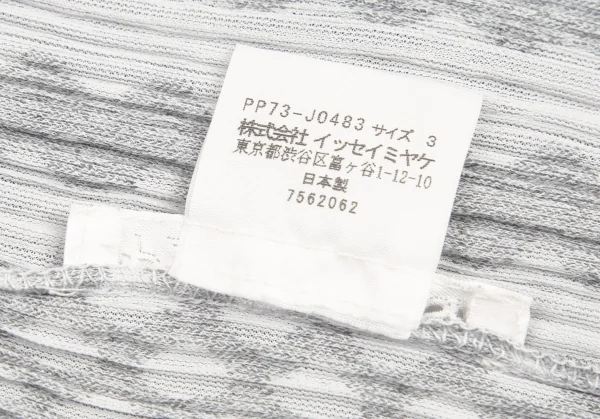 PP73-J0483 サイズ 3
株式会社 イッセイミヤケ
東京都渋谷区富ヶ谷1-12-10
日本製
7562062